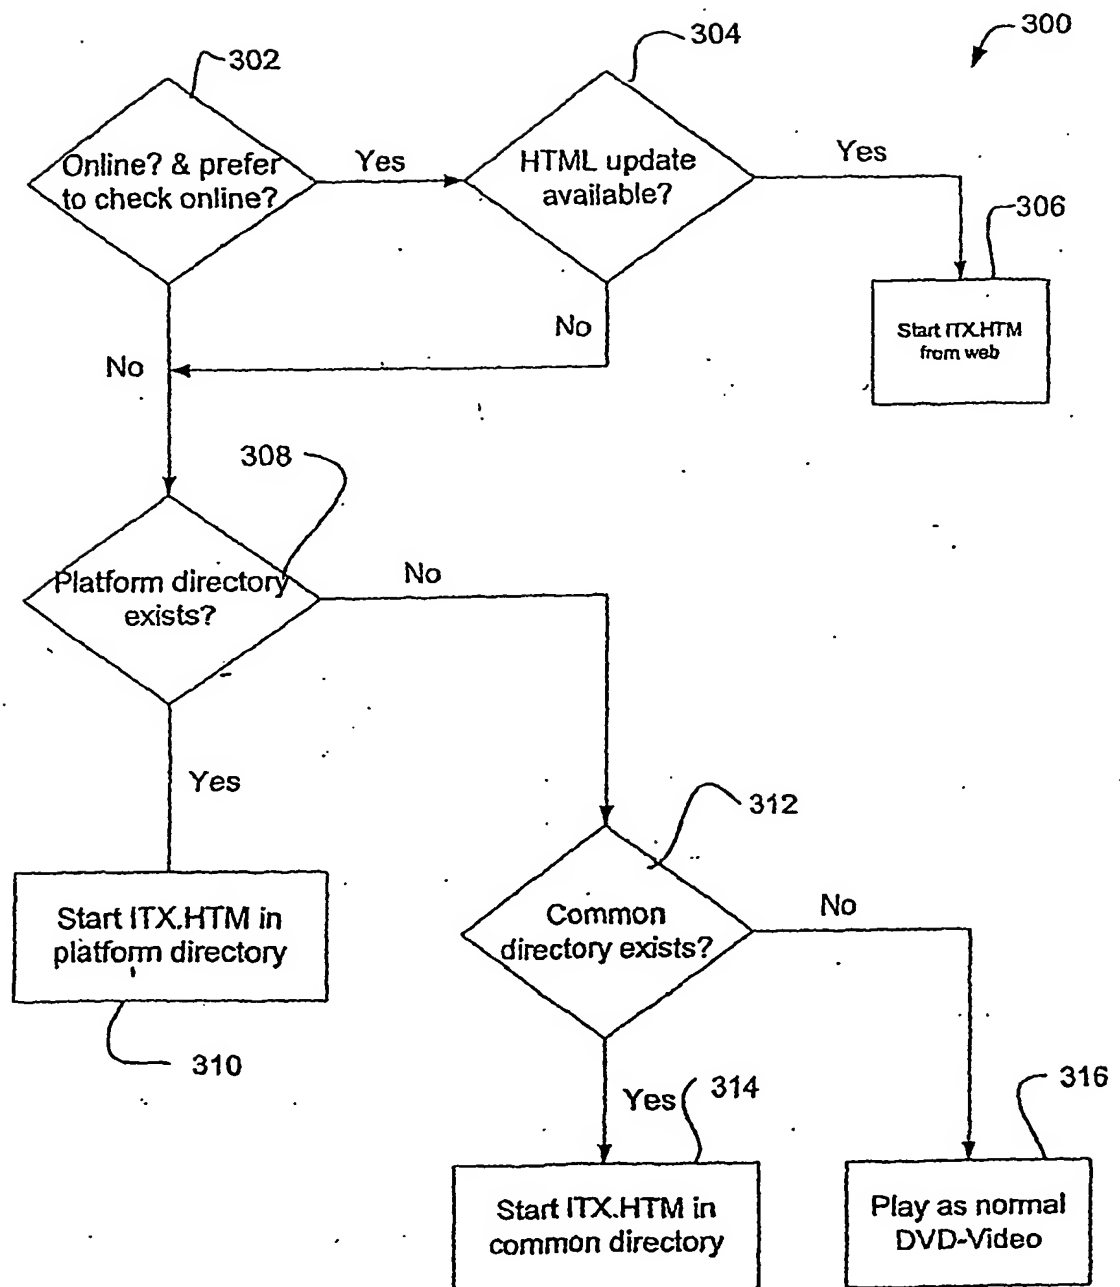 300
302
304
Online? & prefer
to check online?
Yes
HTML update
available?
Yes
306
Start ITX.HTM
from web
No
No
308
Platform directory
exists?
No
Yes
312
Start ITX.HTM in
platform directory
Common
directory exists?
No
310
Yes
314
316
Start ITX.HTM in
common directory
Play as normal
DVD-Video